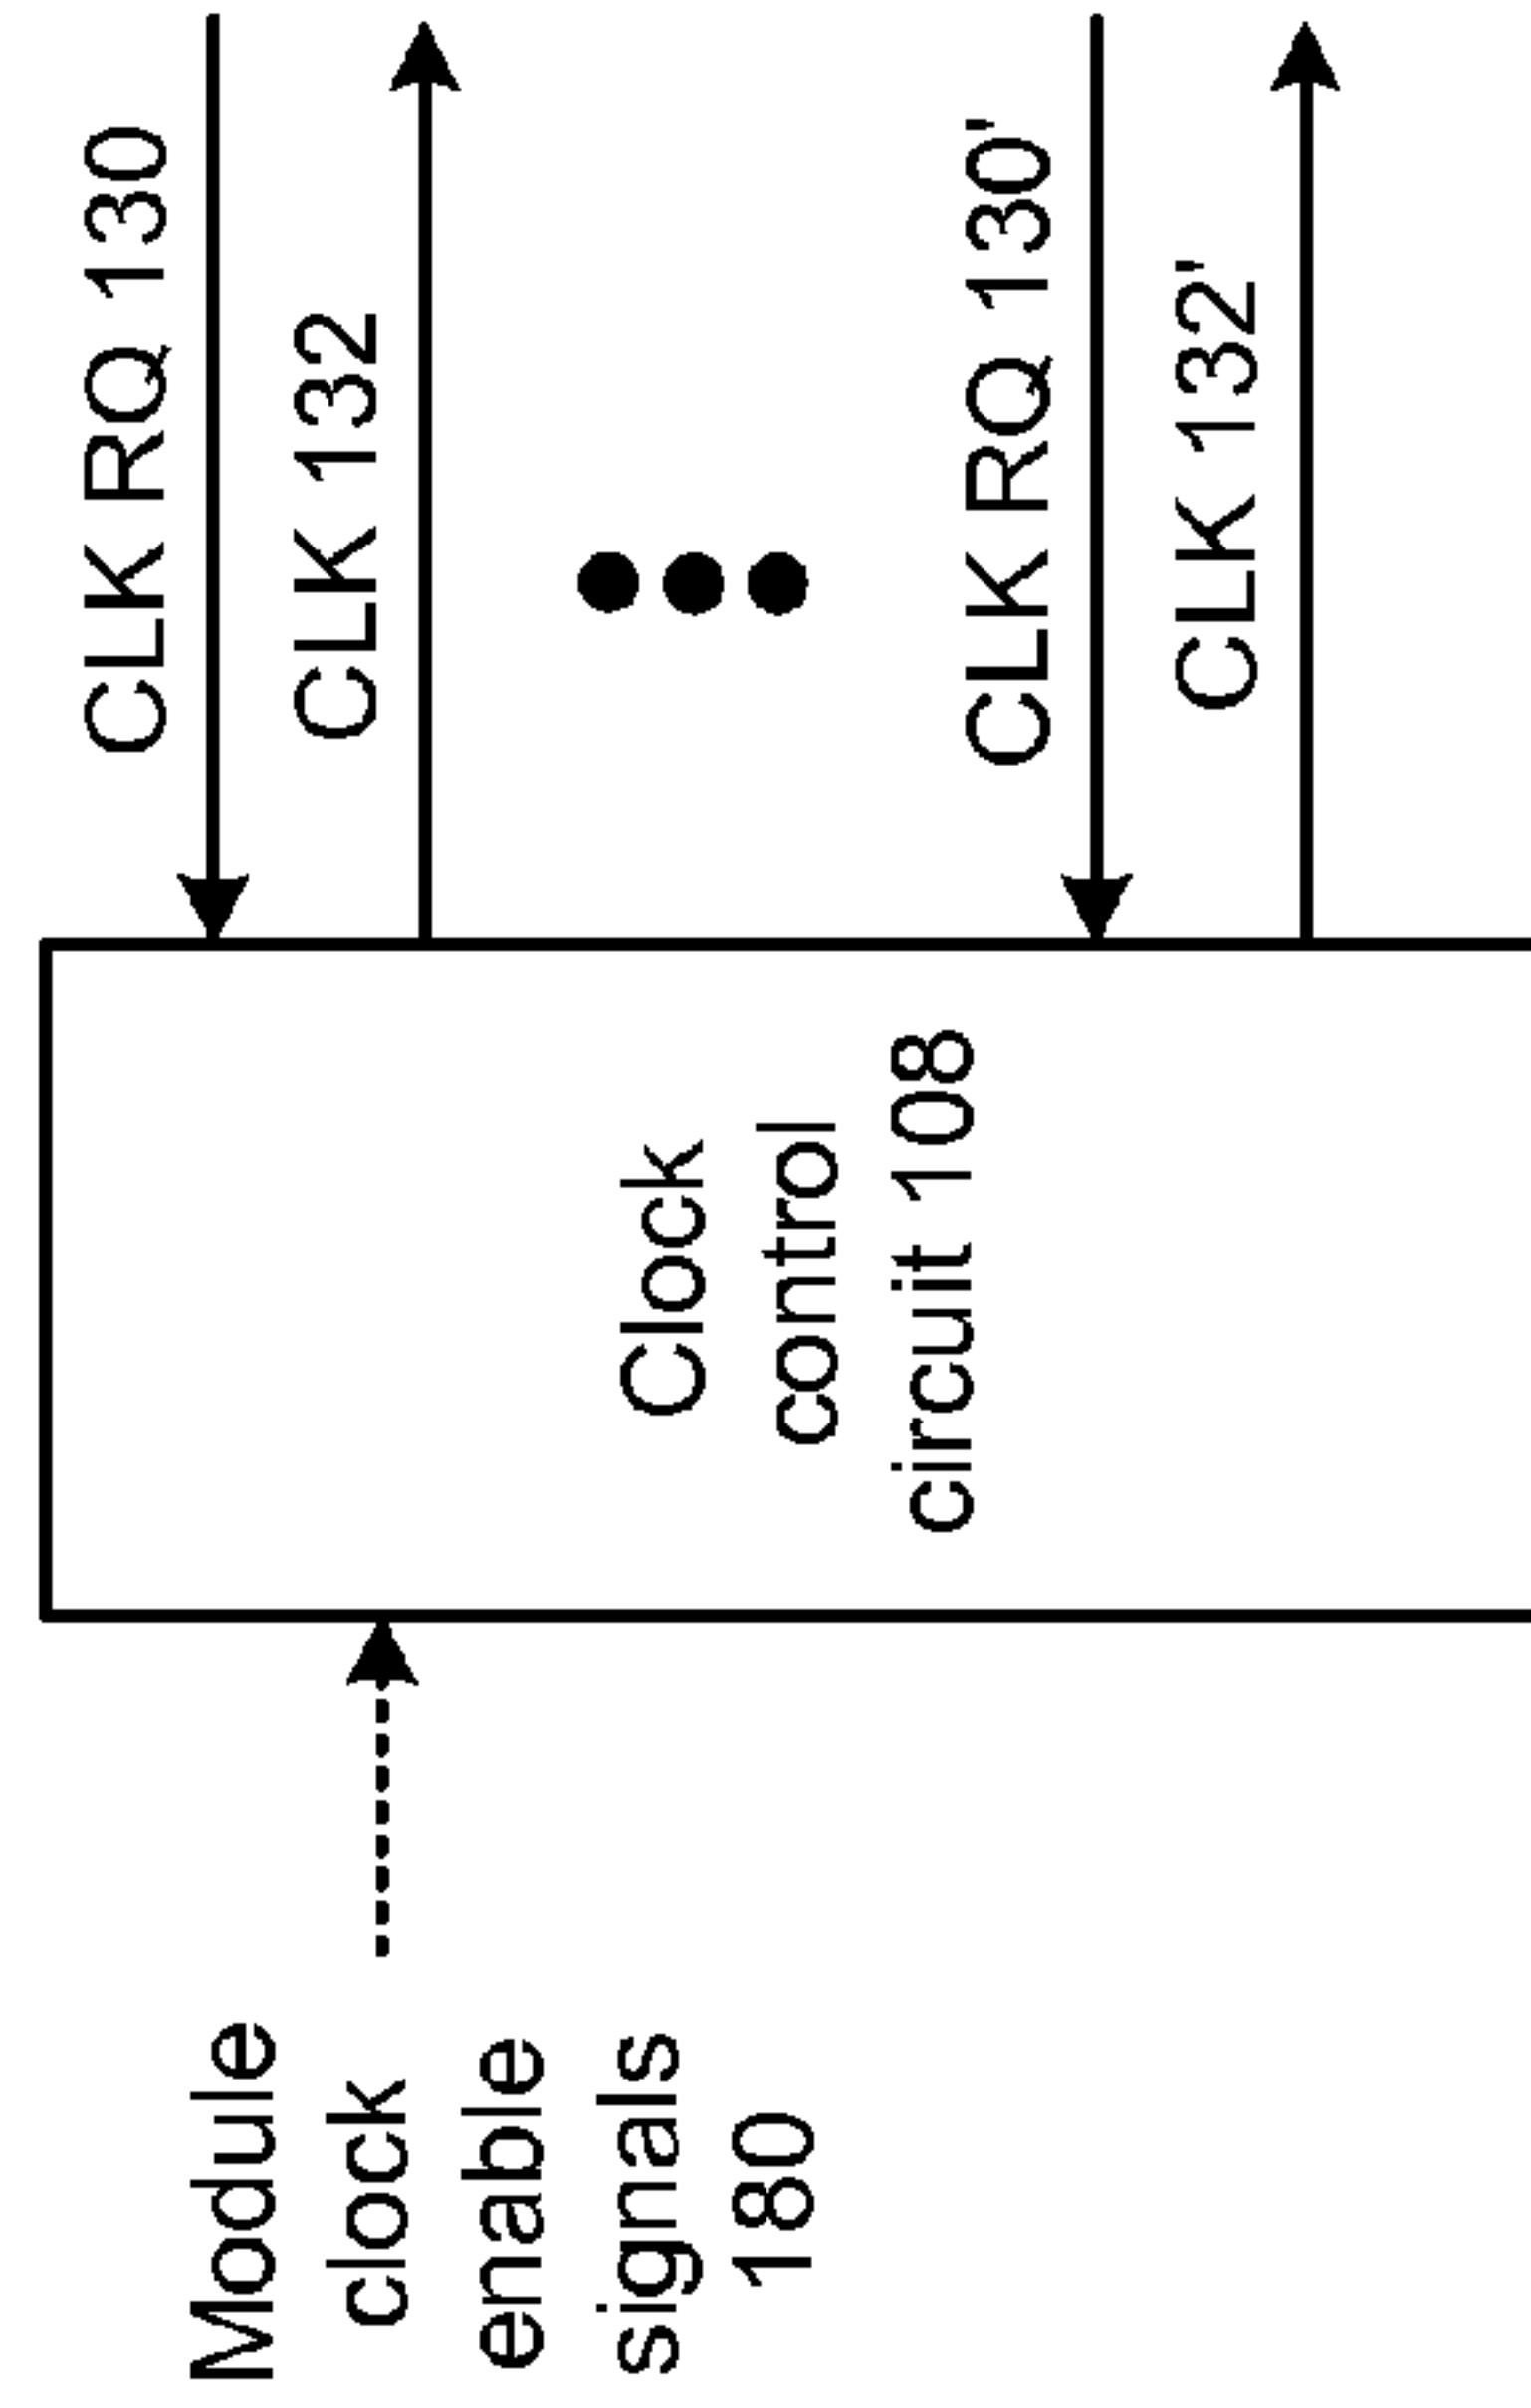 Module
clock
enable
signals
180
Clock
control
circuit 108
CLK RQ 130
CLK 132
CLK RQ 130'
CLK 132'